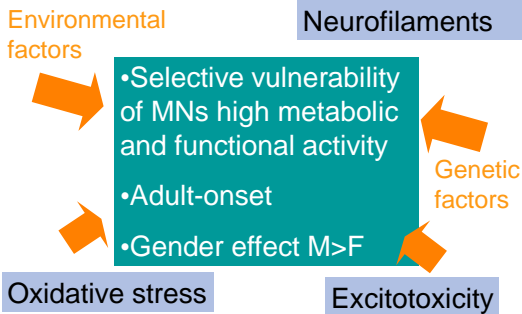 Environmental
factors
Neurofilaments
•Selective vulnerability
of MNs high metabolic
and functional activity
•Adult-onset
•Gender effect M>F
Genetic
factors
Oxidative stress
Excitotoxicity